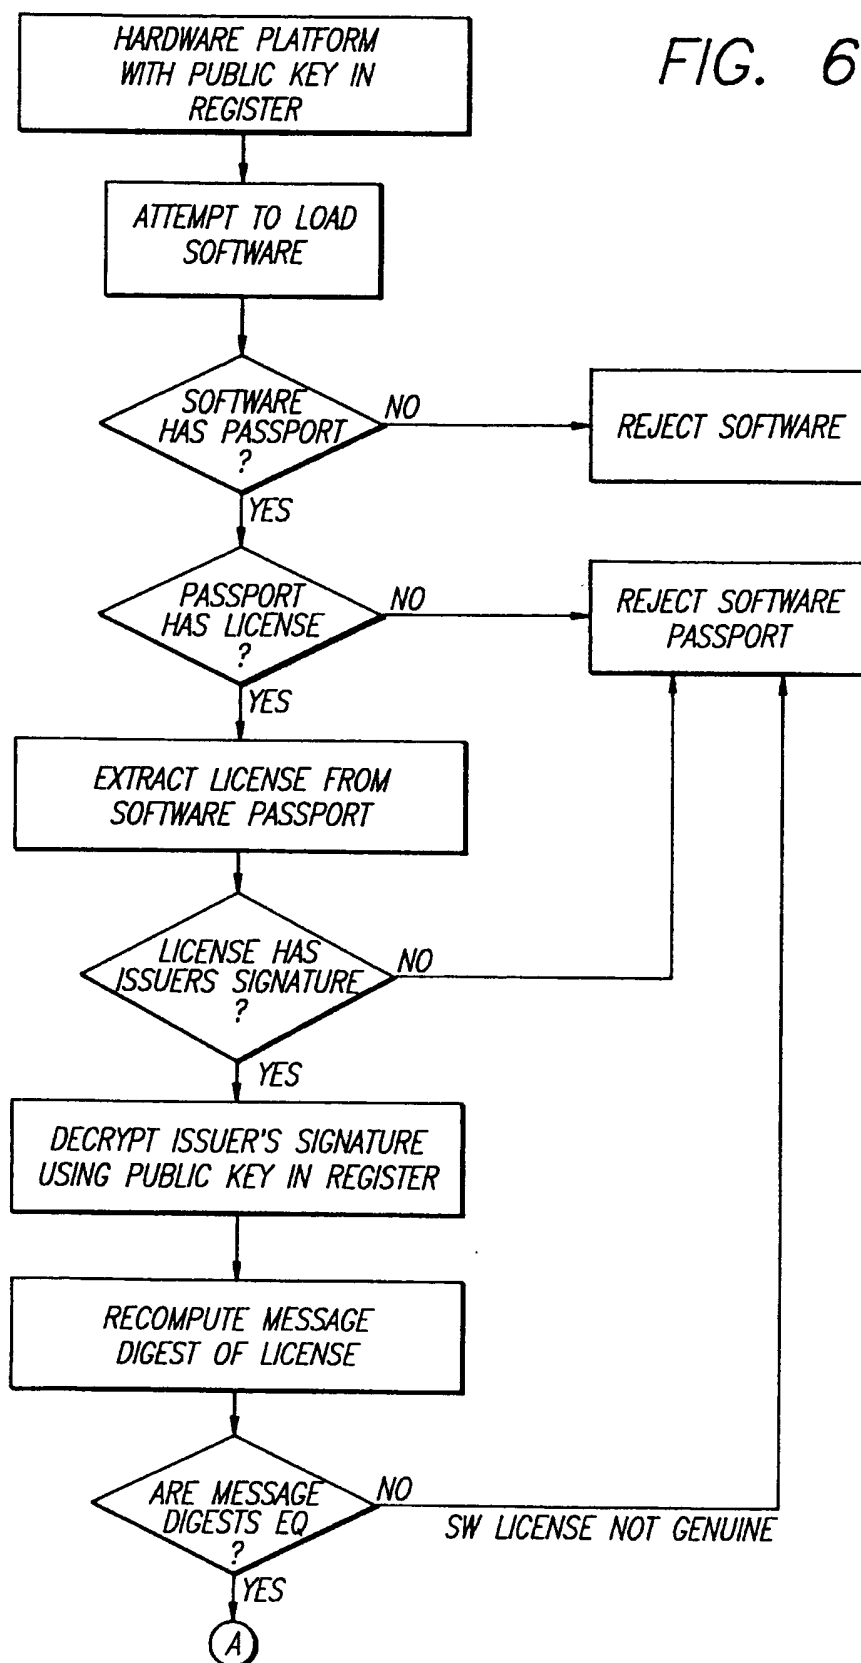 FIG. 6
HARDWARE PLATFORM
WITH PUBLIC KEY IN
REGISTER
ATTEMPT TO LOAD
SOFTWARE
SOFTWARE
HAS PASSPORT
?
NO
REJECT SOFTWARE
YES
PASSPORT
HAS LICENSE
?
NO
REJECT SOFTWARE
PASSPORT
YES
EXTRACT LICENSE FROM
SOFTWARE PASSPORT
LICENSE HAS
ISSUERS SIGNATURE
?
NO
YES
DECRYPT ISSUER'S SIGNATURE
USING PUBLIC KEY IN REGISTER
RECOMPUTE MESSAGE
DIGEST OF LICENSE
ARE MESSAGE
DIGESTS EQ
?
NO
SW LICENSE NOT GENUINE
YES
A